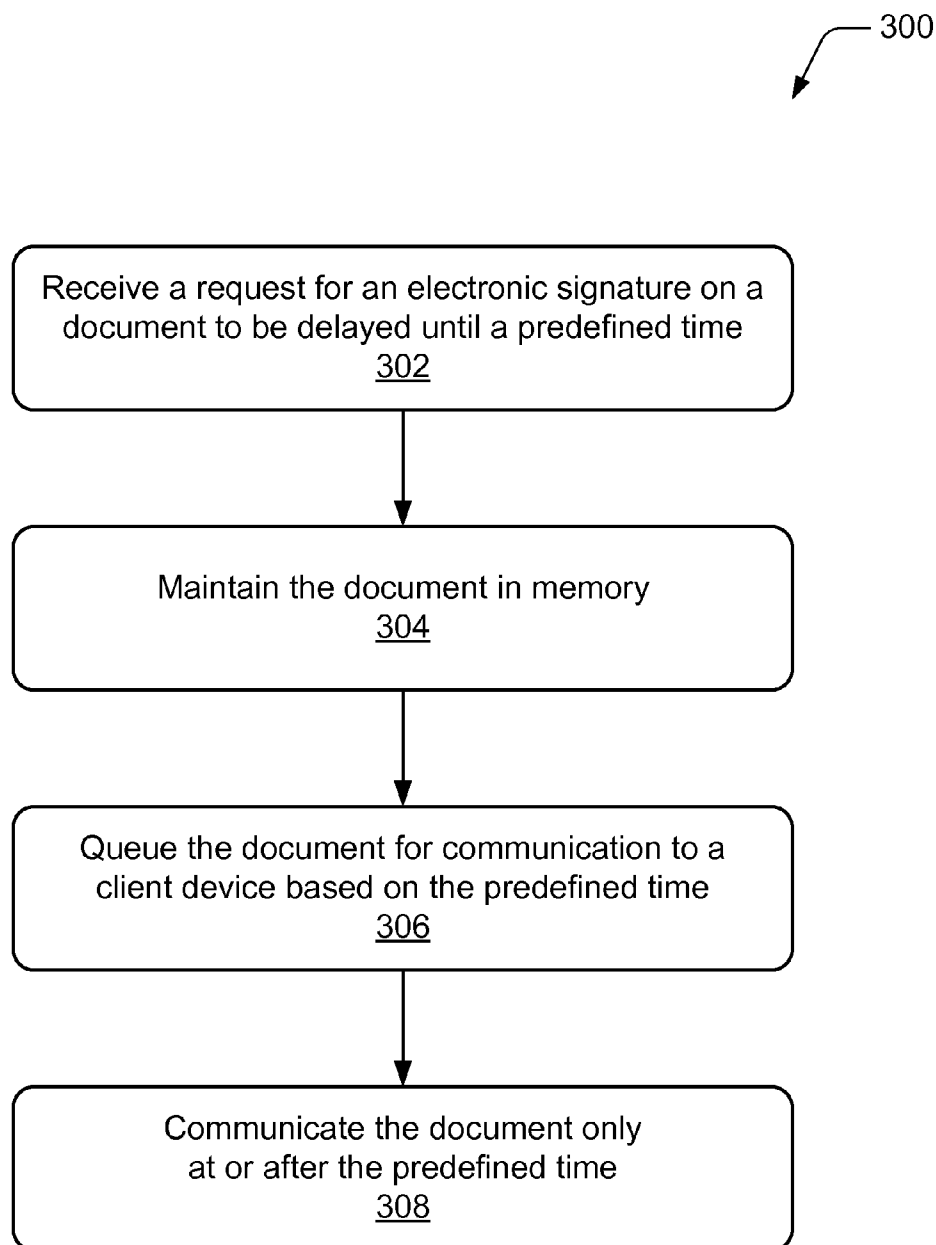 300
Receive a request for an electronic signature on a
document to be delayed until a predefined time
302
Maintain the document in memory
304
Queue the document for communication to a
client device based on the predefined time
306
Communicate the document only
at or after the predefined time
308